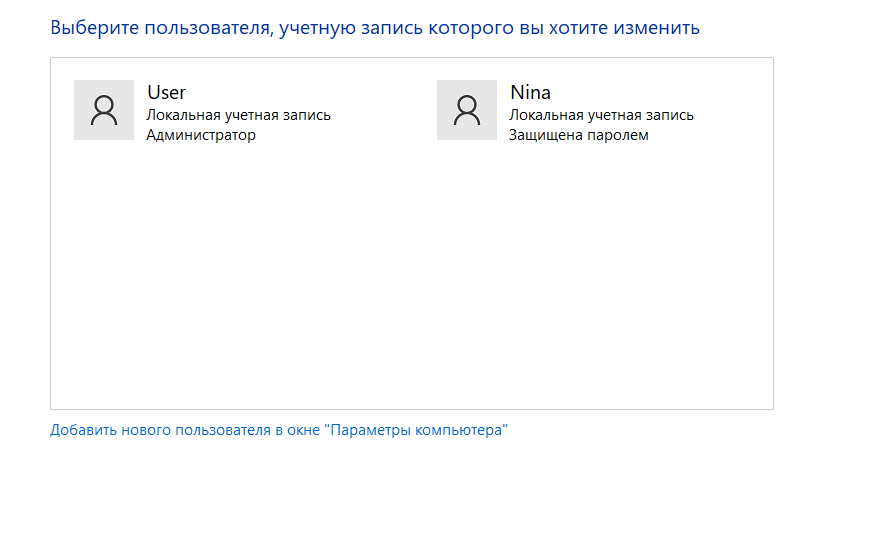 Выберите пользователя, учетную запись которого вы хотите изменить
User
Локальная учетная запись
Администратор
Nina
Локальная учетная запись
Защищена паролем
Добавить нового пользователя в окне "Параметры компьютера"